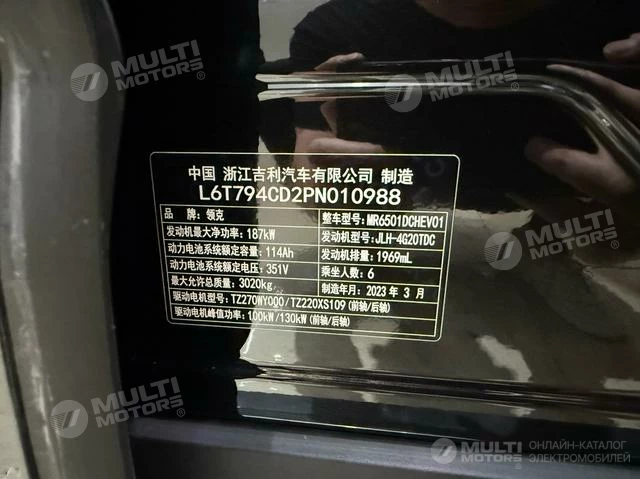 MULTI
MOTORS
MULTI
MOTORS
中国 浙江吉利汽车有限公司 制造
L6T794CD2PN010988
品 牌:领克 整车型号:MR6501DCHEV01
发动机最大净功率:187kW 发动机型号:JLH-4G20TDC
动力电池系统额定容量:114Ah 发动机排量:1969mL
动力电池系统额定电压:351V 乘坐人数:6
最大允许总质量:3020kg 制造年月:2023 年 3 月
驱动电机型号:TZ270WY000/TZ220XS109(前轴/后轴)
驱动电机峰值功率:100kW/130kW(前轴/后轴)
MULTI
MOTORS
MULTI
MOTORS
MULTI
MOTORS
ОНЛАЙН-КАТАЛОГ
ЭЛЕКТРОМОБИЛЕЙ